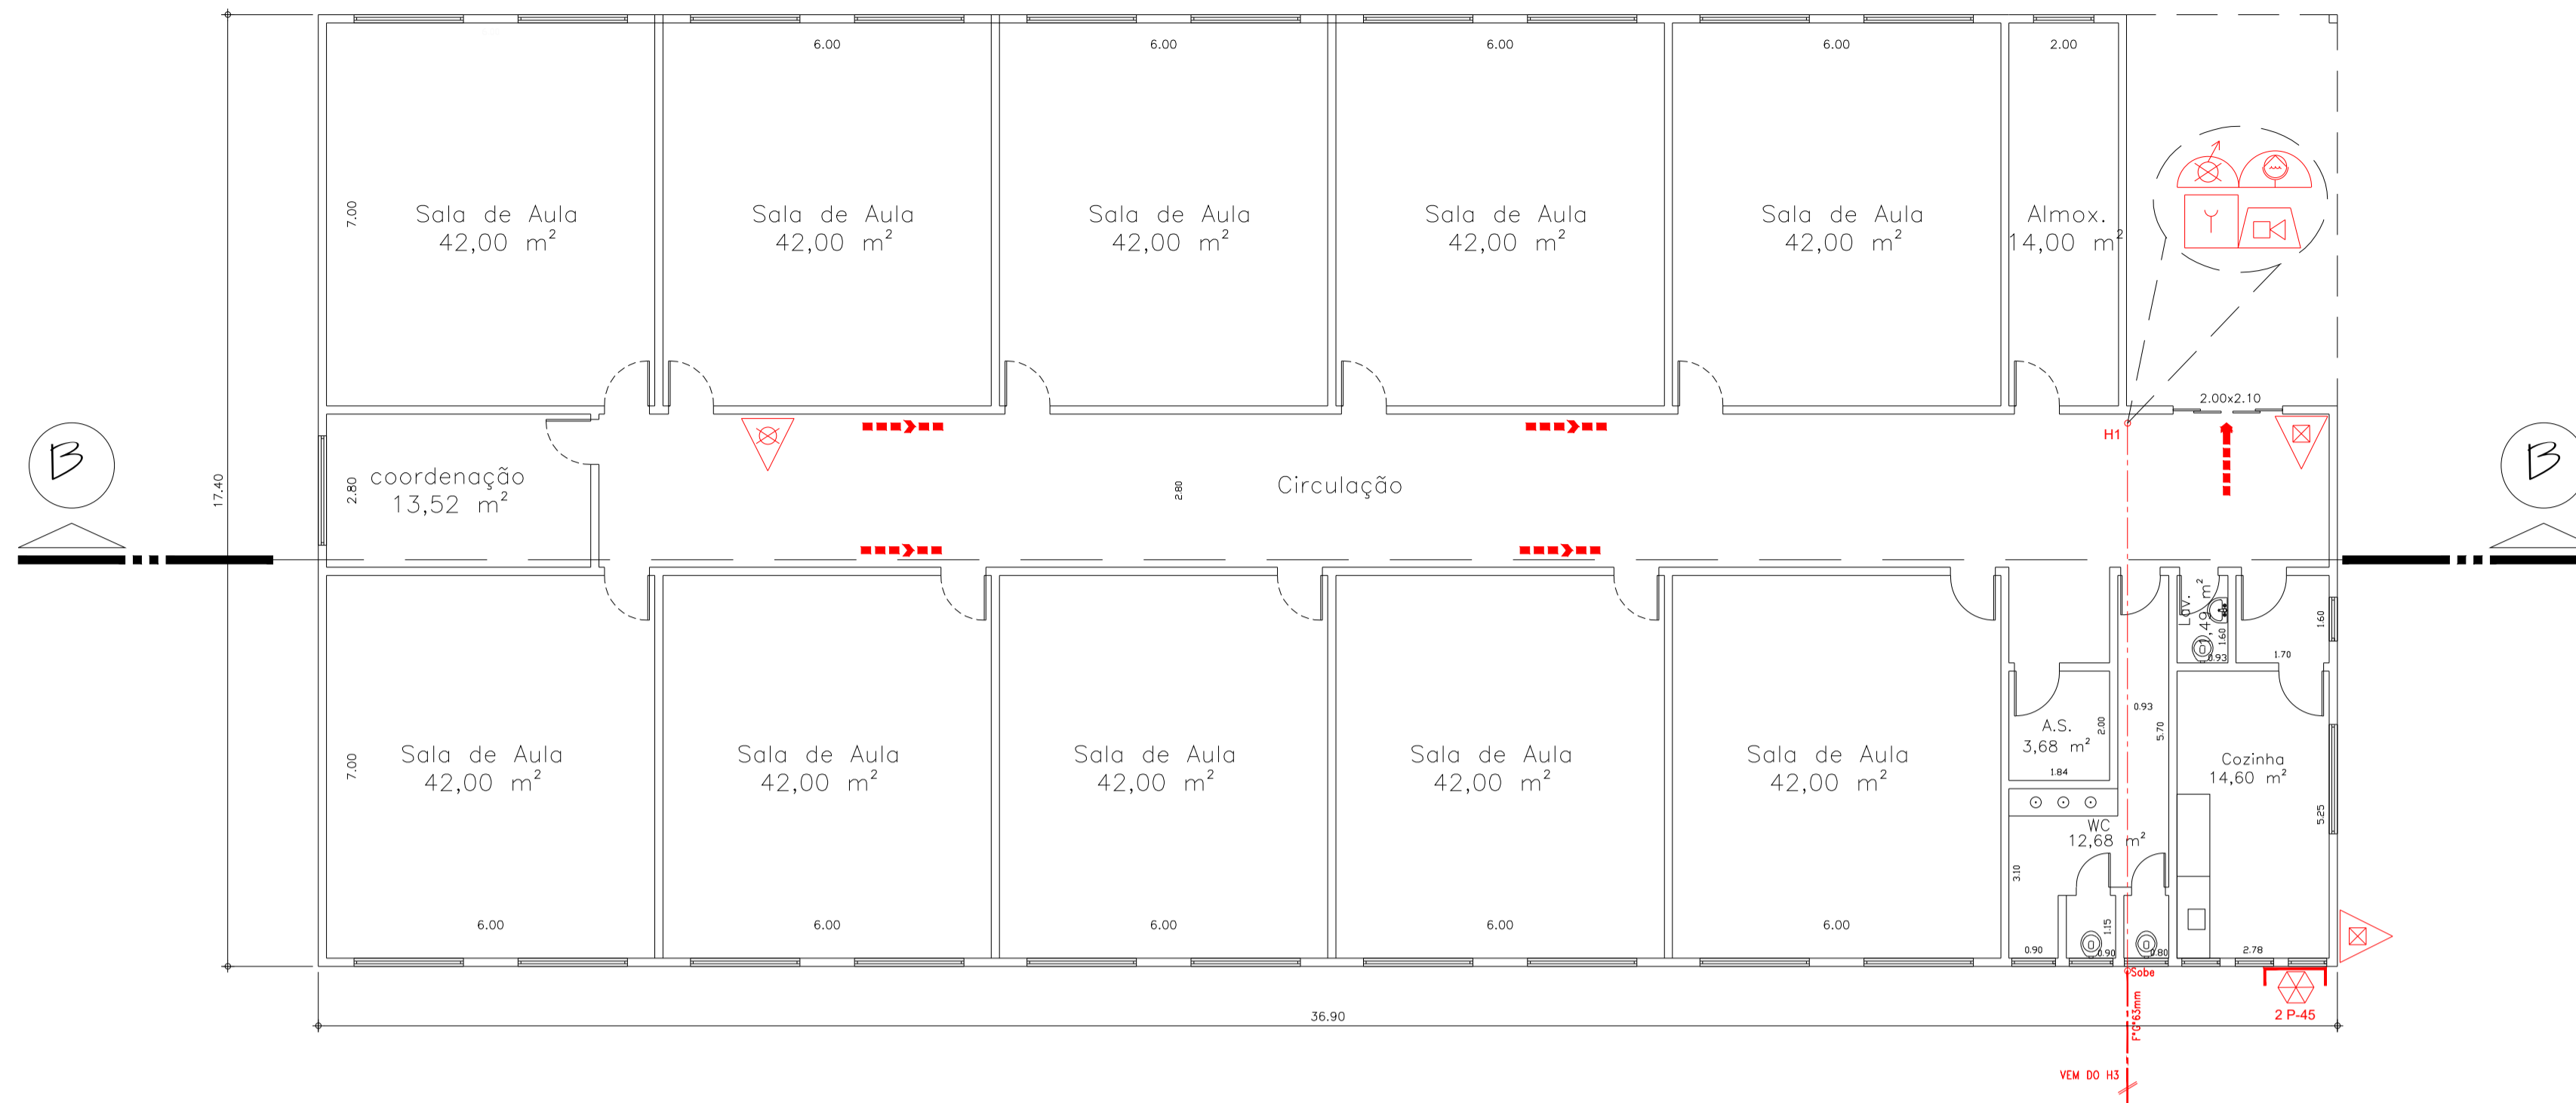 6.00
6.00
6.00
6.00
2.00
7.00
Sala de Aula
42,00 m²
Sala de Aula
42,00 m²
Sala de Aula
42,00 m²
Sala de Aula
42,00 m²
Sala de Aula
42,00 m²
Almox.
14,00 m²
2.00x2.10
H1
B
17.40
2.80
coordenação
13,52 m²
2.80
Circulação
B
Lav.
1,49 m²
1.60
0.93
1.70
1.60
7.00
Sala de Aula
42,00 m²
Sala de Aula
42,00 m²
Sala de Aula
42,00 m²
Sala de Aula
42,00 m²
Sala de Aula
42,00 m²
A.S.
3,68 m²
2.00
1.84
0.93
5.70
Cozinha
14,60 m²
5.25
WC
12,68 m²
3.10
1.15
6.00
6.00
6.00
6.00
6.00
0.90
0.90
0.80
2.78
Sobe
F°G°63mm
2 P-45
36.90
VEM DO H3